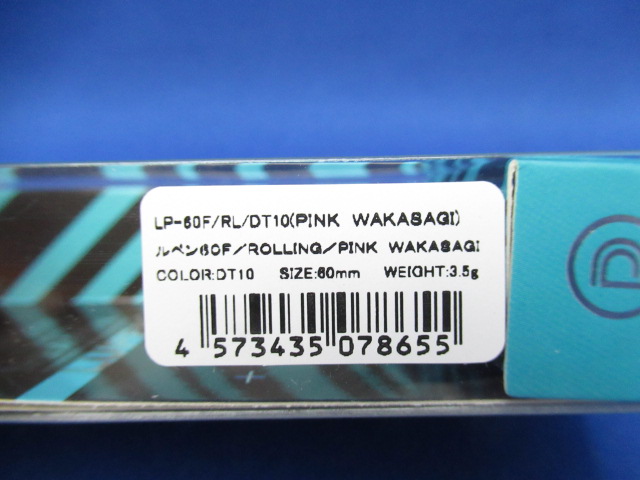 LP-60F/RL/DT10(PINK WAKASAGI)
ルペン60F/ROLLING/PINK WAKASAGI
COLOR:DT10 SIZE:60mm WEIGHT:3.5g
4 573435 078655
D